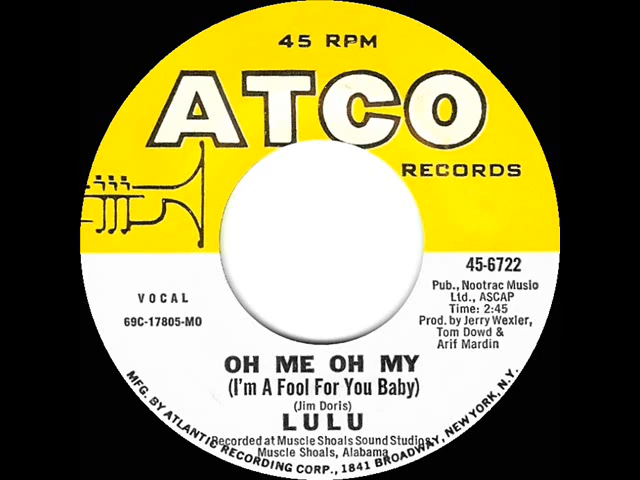 45 RPM
ATCO
RECORDS
45-6722
Pub., Nootrac Music
Ltd., ASCAP
Time: 2:45
Prod. by Jerry Wexler,
Tom Dowd &
Arif Mardin
VOCAL
69C-17805-MO
OH ME OH MY
(I'm A Fool For You Baby)
(Jim Doris)
LULU
Recorded at Muscle Shoals Sound Studios
Muscle Shoals, Alabama
MFG. BY ATLANTIC RECORDING CORP., 1841 BROADWAY, NEW YORK, N.Y.